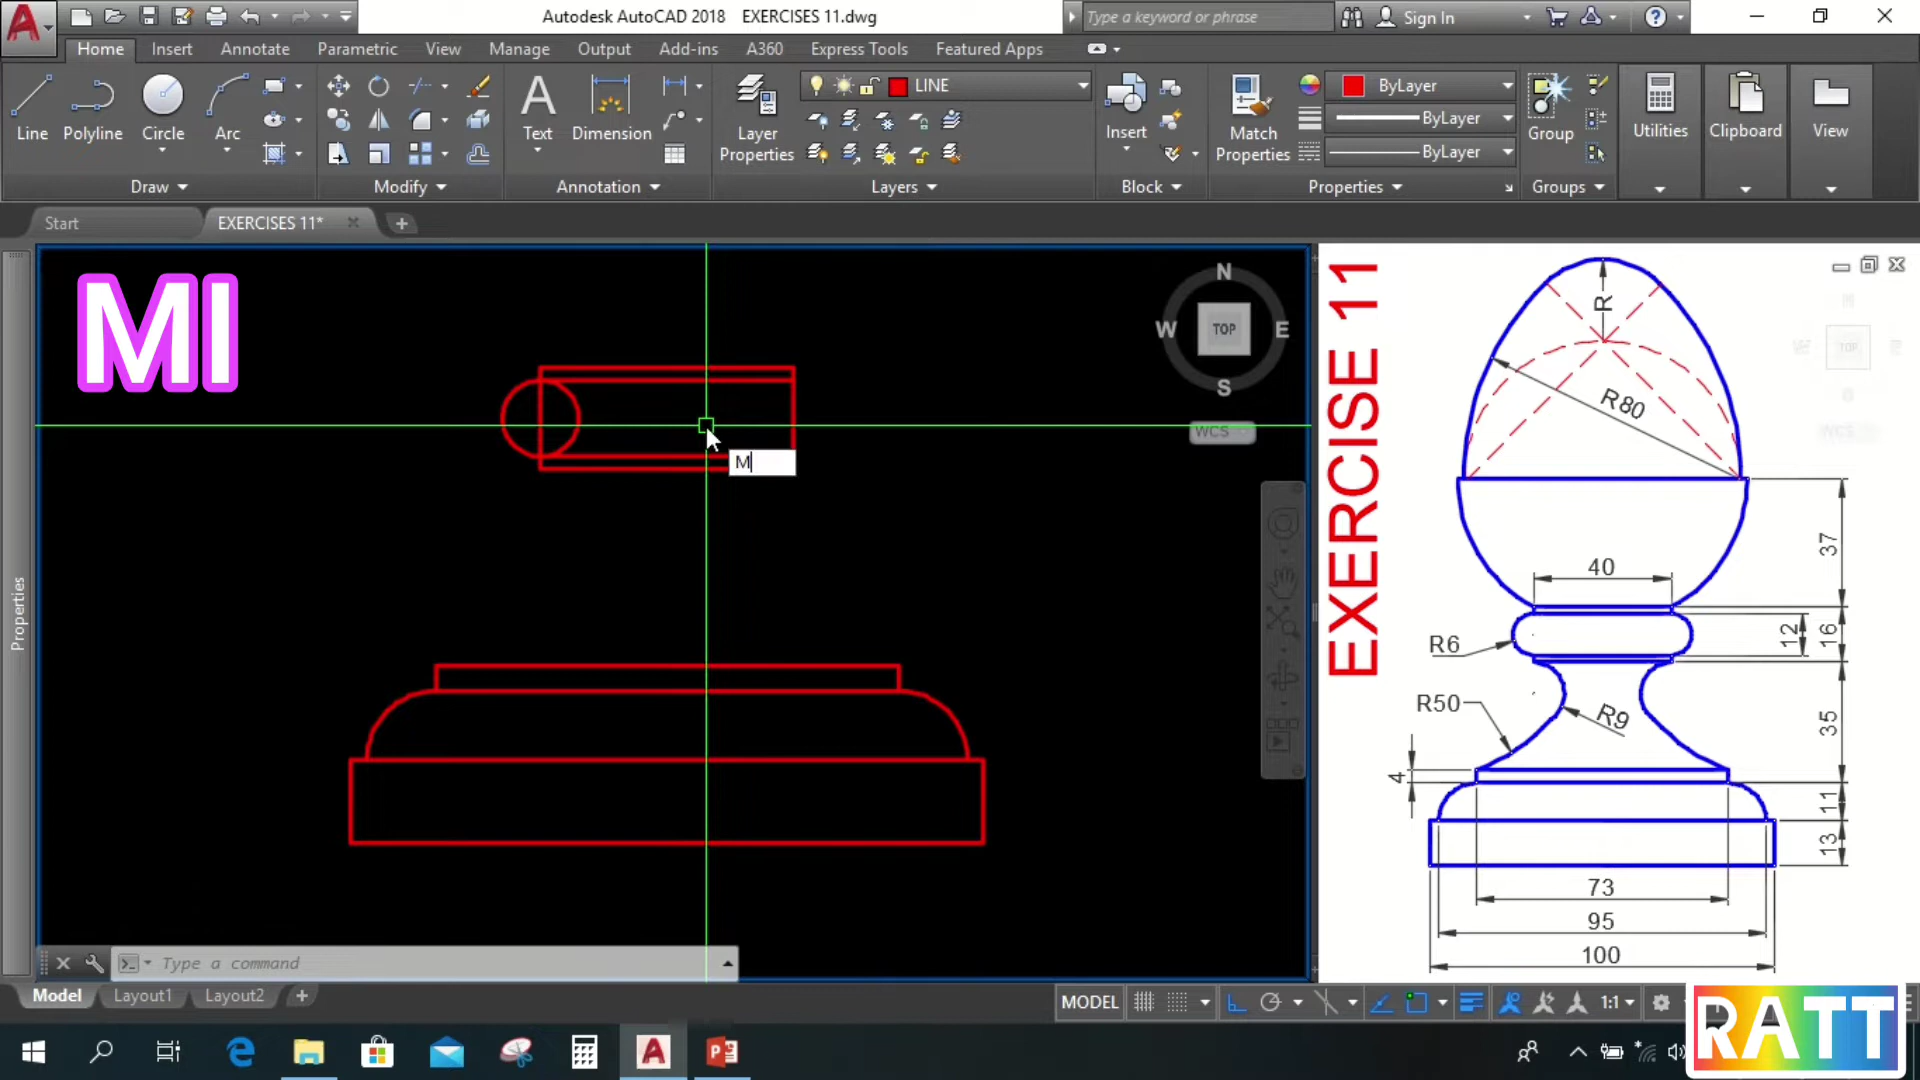 Autodesk AutoCAD 2018 EXERCISES 11.dwg
Type a keyword or phrase
Sign In
Home Insert Annotate Parametric View Manage Output Add-ins A360 Express Tools Featured Apps
LINE
ByLayer
Line Polyline Circle Arc
Text Dimension
Layer Properties
Insert
Match Properties
ByLayer
ByLayer
Group
Utilities
Clipboard
View
Draw
Modify
Annotation
Layers
Block
Properties
Groups
Start
EXERCISES 11*
MI
N
W TOP E
S
WCS
M
Properties
EXERCISE 11
R
R80
37
40
R6
12
16
R50
R9
35
4
11
13
73
95
100
TOP
Type a command
Model Layout1 Layout2
MODEL
1:1
RATT